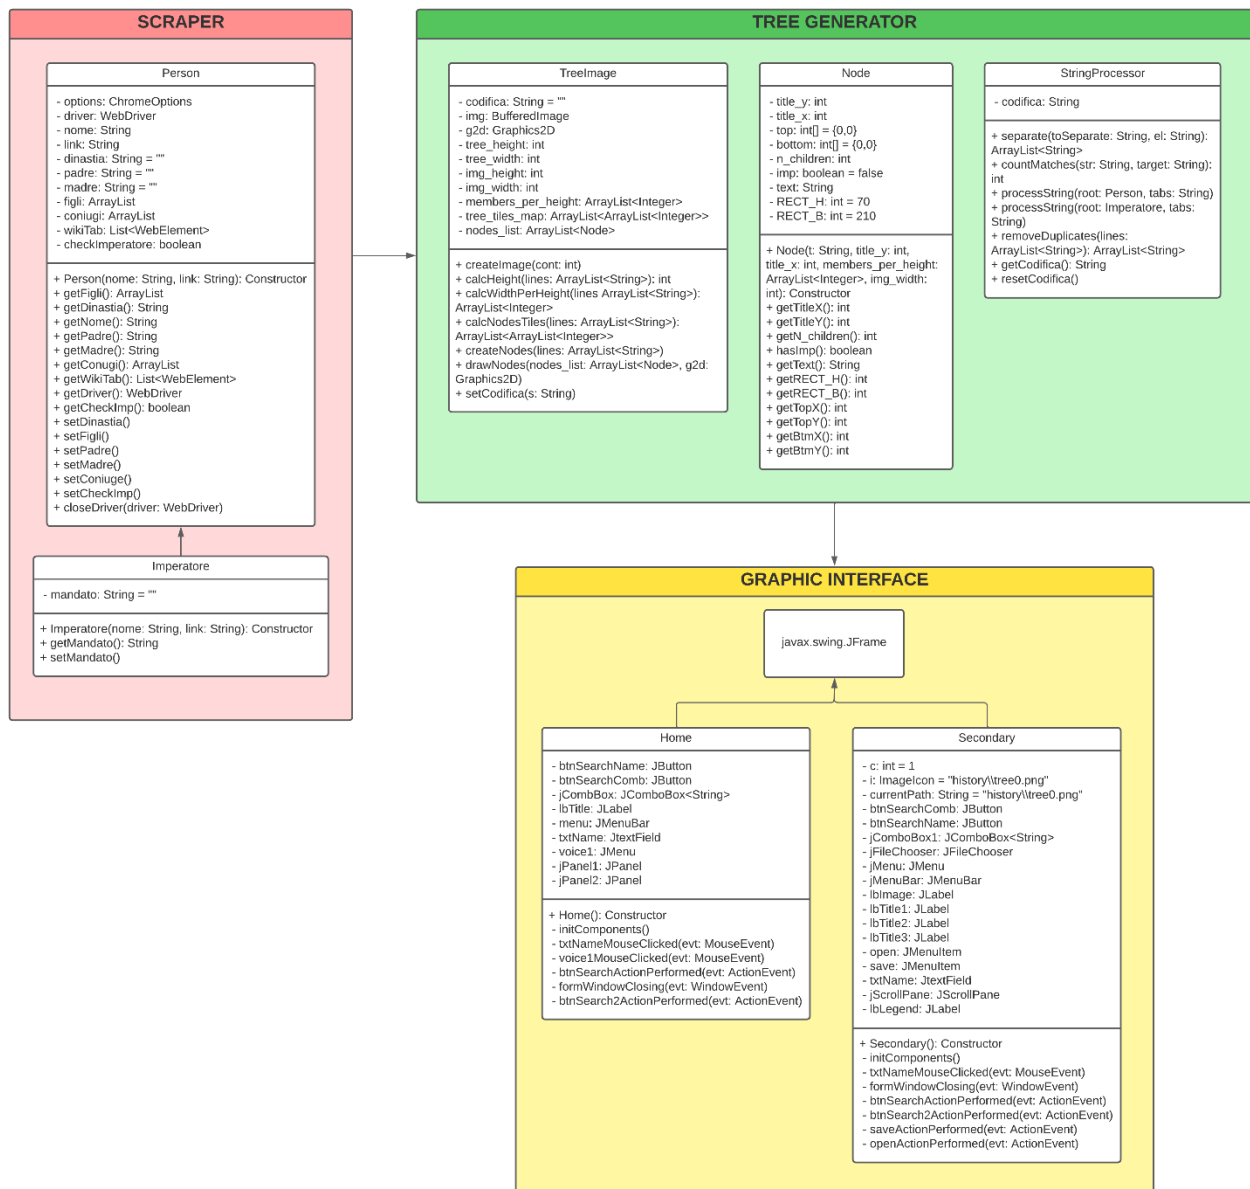 SCRAPER
Person
- options: ChromeOptions
- driver: WebDriver
- nome: String
- link: String
- dinastia: String = ""
- padre: String = ""
- madre: String = ""
- figli: ArrayList
- coniugi: ArrayList
- wikiTab: List<WebElement>
- checkImperatore: boolean
+ Person(nome: String, link: String): Constructor
+ getFigli(): ArrayList
+ getDinastia(): String
+ getNome(): String
+ getPadre(): String
+ getMadre(): String
+ getConugi(): ArrayList
+ getWikiTab(): List<WebElement>
+ getDriver(): WebDriver
+ getCheckImp(): boolean
+ setDinastia()
+ setFigli()
+ setPadre()
+ setMadre()
+ setConiuge()
+ setCheckImp()
+ closeDriver(driver: WebDriver)
Imperatore
- mandato: String = ""
+ Imperatore(nome: String, link: String): Constructor
+ getMandato(): String
+ setMandato()
TREE GENERATOR
TreeImage
- codifica: String = ""
- img: BufferedImage
- g2d: Graphics2D
- tree_height: int
- tree_width: int
- img_height: int
- img_width: int
- members_per_height: ArrayList<Integer>
- tree_tiles_map: ArrayList<ArrayList<Integer>>
- nodes_list: ArrayList<Node>
+ createImage(cont: int)
+ calcHeight(lines: ArrayList<String>): int
+ calcWidthPerHeight(lines ArrayList<String>):
ArrayList<Integer>
+ calcNodesTiles(lines: ArrayList<String>):
ArrayList<ArrayList<Integer>>
+ createNodes(lines: ArrayList<String>)
+ drawNodes(nodes_list: ArrayList<Node>, g2d:
Graphics2D)
+ setCodifica(s: String)
Node
- title_y: int
- title_x: int
- top: int[] = {0,0}
- bottom: int[] = {0,0}
- n_children: int
- imp: boolean = false
- text: String
- RECT_H: int = 70
- RECT_B: int = 210
+ Node(t: String, title_y: int,
title_x: int, members_per_height:
ArrayList<Integer>, img_width:
int): Constructor
+ getTitleX(): int
+ getTitleY(): int
+ getN_children(): int
+ hasImp(): boolean
+ getText(): String
+ getRECT_H(): int
+ getRECT_B(): int
+ getTopX(): int
+ getTopY(): int
+ getBtmX(): int
+ getBtmY(): int
StringProcessor
- codifica: String
+ separate(toSeparate: String, el: String):
ArrayList<String>
+ countMatches(str: String, target: String):
int
+ processString(root: Person, tabs: String)
+ processString(root: Imperatore, tabs:
String)
+ removeDuplicates(lines:
ArrayList<String>): ArrayList<String>
+ getCodifica(): String
+ resetCodifica()
GRAPHIC INTERFACE
javax.swing.JFrame
Home
- btnSearchName: JButton
- btnSearchComb: JButton
- jCombBox: JComboBox<String>
- lbTitle: JLabel
- menu: JMenuBar
- txtName: JtextField
- voice1: JMenu
- jPanel1: JPanel
- jPanel2: JPanel
+ Home(): Constructor
- initComponents()
- txtNameMouseClicked(evt: MouseEvent)
- voice1MouseClicked(evt: MouseEvent)
- btnSearchActionPerformed(evt: ActionEvent)
- formWindowClosing(evt: WindowEvent)
- btnSearch2ActionPerformed(evt: ActionEvent)
Secondary
- c: int = 1
- i: ImageIcon = "history\\tree0.png"
- currentPath: String = "history\\tree0.png"
- btnSearchComb: JButton
- btnSearchName: JButton
- jComboBox1: JComboBox<String>
- jFileChooser: JFileChooser
- jMenu: JMenu
- jMenuBar: JMenuBar
- lbImage: JLabel
- lbTitle1: JLabel
- lbTitle2: JLabel
- lbTitle3: JLabel
- open: JMenuItem
- save: JMenuItem
- txtName: JtextField
- jScrollPane: JScrollPane
- lbLegend: JLabel
+ Secondary(): Constructor
- initComponents()
- txtNameMouseClicked(evt: MouseEvent)
- formWindowClosing(evt: WindowEvent)
- btnSearchActionPerformed(evt: ActionEvent)
- btnSearch2ActionPerformed(evt: ActionEvent)
- saveActionPerformed(evt: ActionEvent)
- openActionPerformed(evt: ActionEvent)